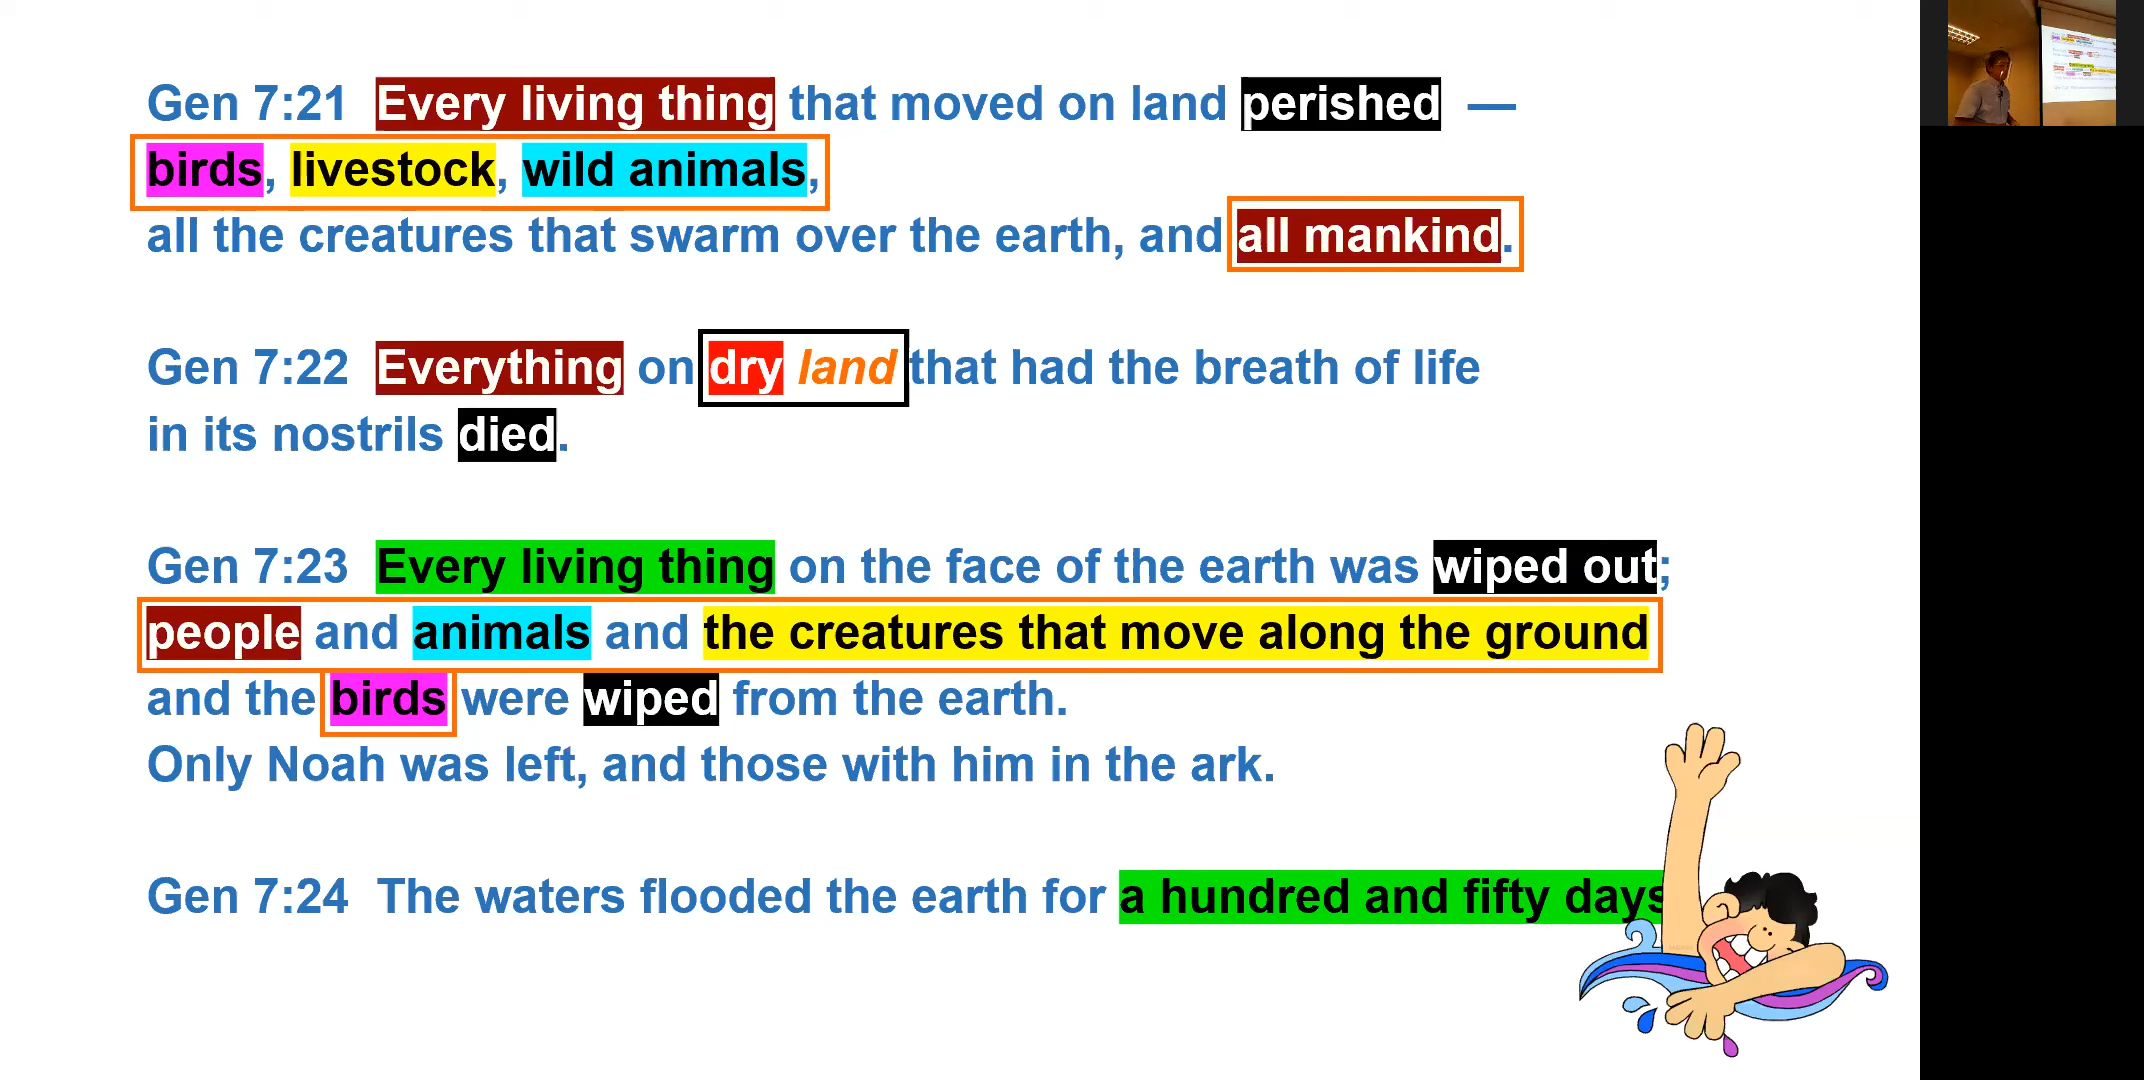 Gen 7:21 Every living thing that moved on land perished —
birds, livestock, wild animals,
all the creatures that swarm over the earth, and all mankind.
Gen 7:22 Everything on dry land that had the breath of life
in its nostrils died.
Gen 7:23 Every living thing on the face of the earth was wiped out;
people and animals and the creatures that move along the ground
and the birds were wiped from the earth.
Only Noah was left, and those with him in the ark.
Gen 7:24 The waters flooded the earth for a hundred and fifty days